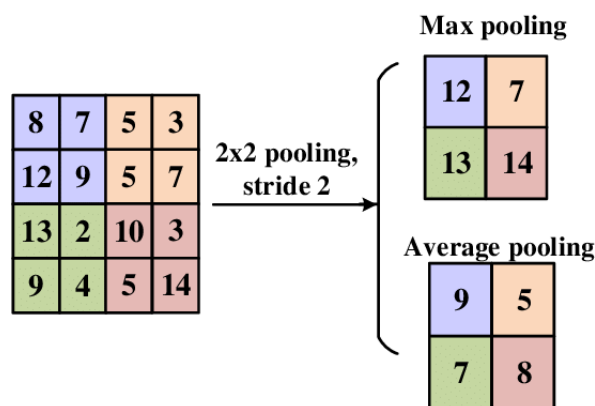 Max pooling
12 7
13 14
8 7 5 3
12 9 5 7
13 2 10 3
9 4 5 14
2x2 pooling,
stride 2
Average pooling
9 5
7 8